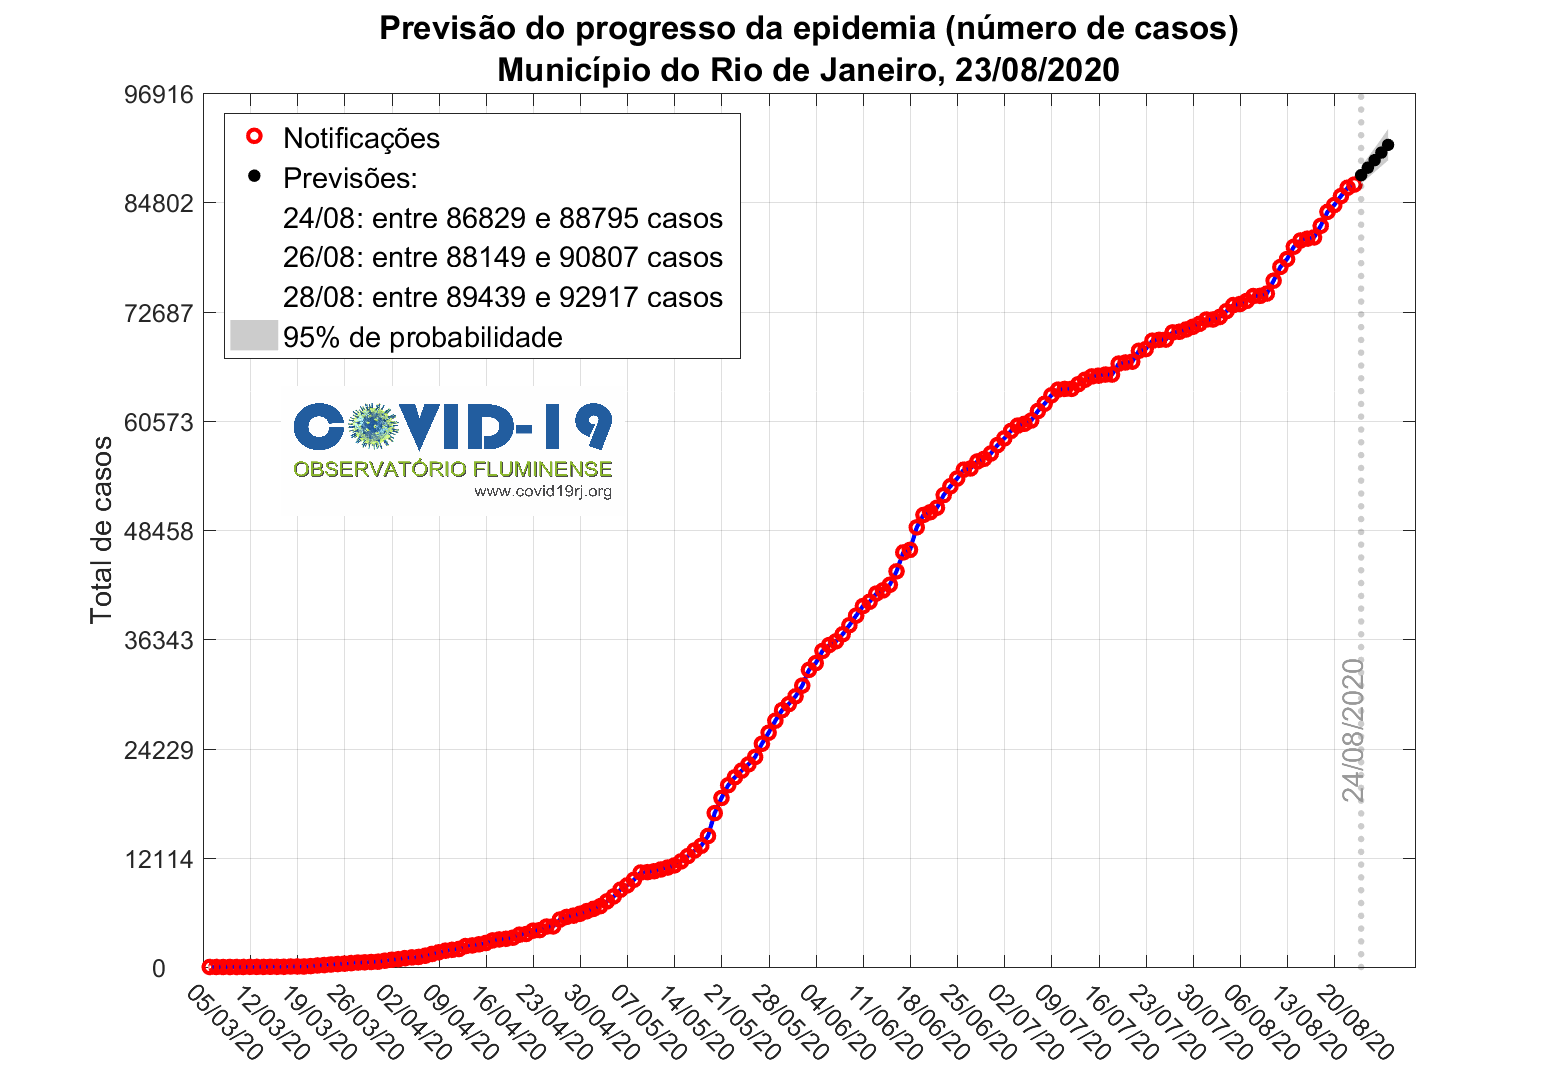 Previsão do progresso da epidemia (número de casos)
Município do Rio de Janeiro, 23/08/2020
96916
84802
72687
60573
48458
36343
24229
12114
0
Total de casos
Notificações
Previsões:
24/08: entre 86829 e 88795 casos
26/08: entre 88149 e 90807 casos
28/08: entre 89439 e 92917 casos
95% de probabilidade
COVID-19
OBSERVATÓRIO FLUMINENSE
www.covid19rj.org
24/08/2020
05/03/20
12/03/20
19/03/20
26/03/20
02/04/20
09/04/20
16/04/20
23/04/20
30/04/20
07/05/20
14/05/20
21/05/20
28/05/20
04/06/20
11/06/20
18/06/20
25/06/20
02/07/20
09/07/20
16/07/20
23/07/20
30/07/20
06/08/20
13/08/20
20/08/20